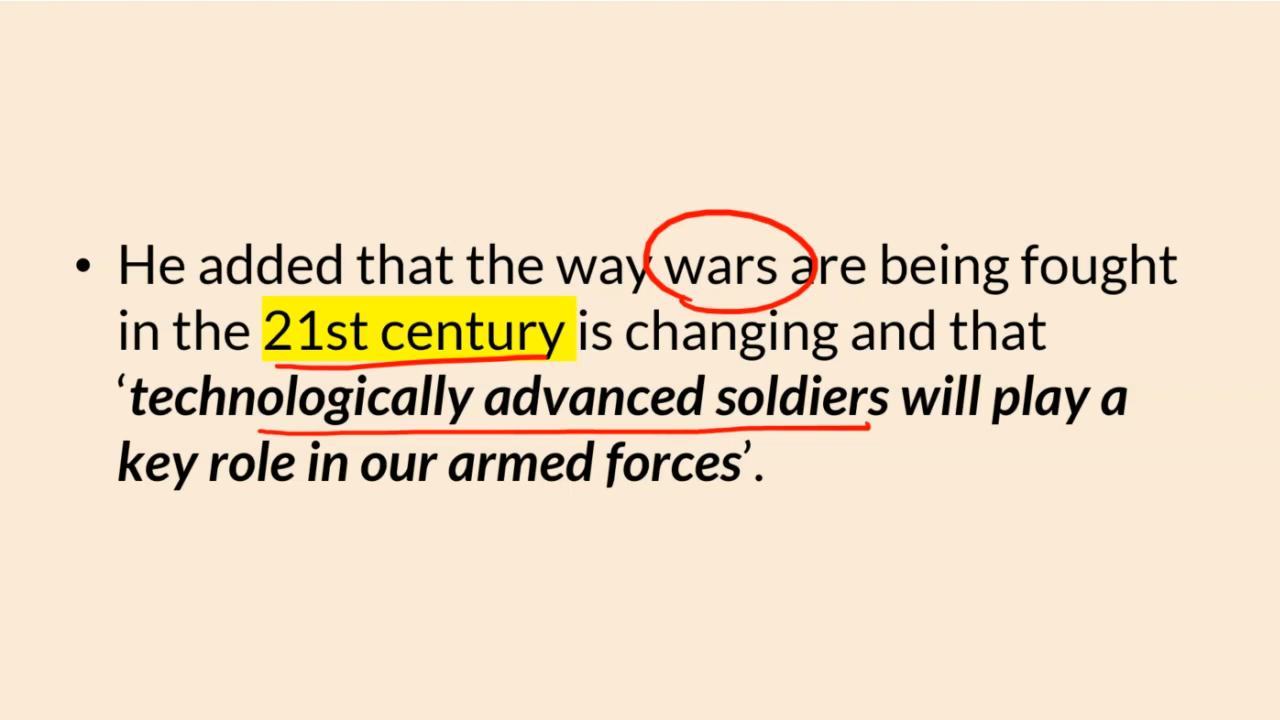 • He added that the way wars are being fought
in the 21st century is changing and that
‘technologically advanced soldiers will play a
key role in our armed forces’.